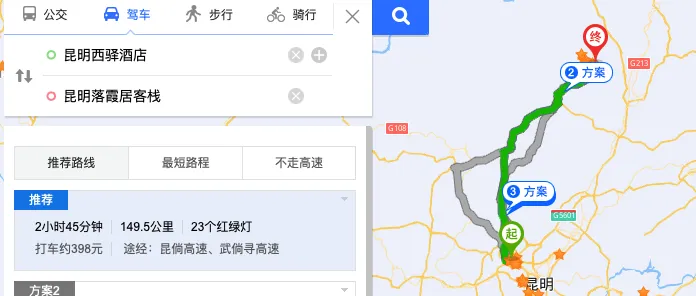 公交
驾车
步行
骑行
昆明西驿酒店
昆明落霞居客栈
推荐路线
最短路程
不走高速
推荐
2小时45分钟 149.5公里 23个红绿灯
打车约398元 途经：昆倘高速、武倘寻高速
方案2
终
2 方案
G213
G108
3 方案
G5601
起
昆明